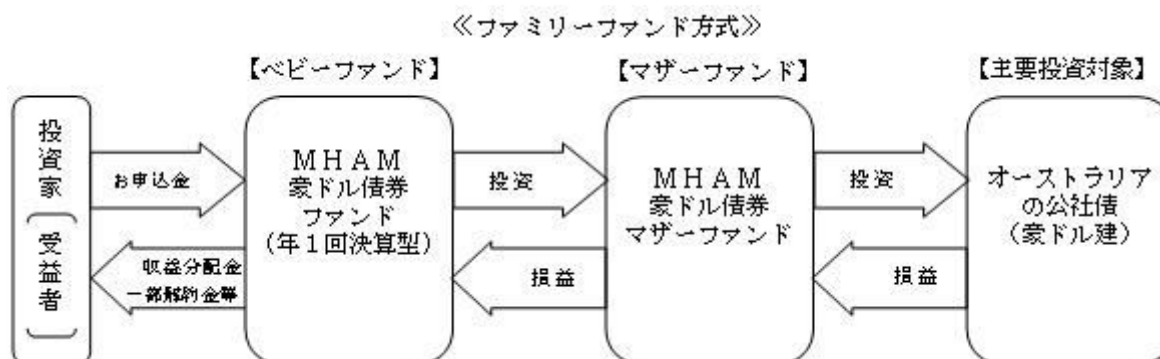 ≪ファミリーファンド方式≫
【ベビーファンド】
【マザーファンド】
【主要投資対象】
投資家
(受益者)
お申込金
収益分配金
一部解約金等
MHAM
豪ドル債券
ファンド
(年1回決算型)
投資
損益
MHAM
豪ドル債券
マザーファンド
投資
損益
オーストラリア
の公社債
(豪ドル建)